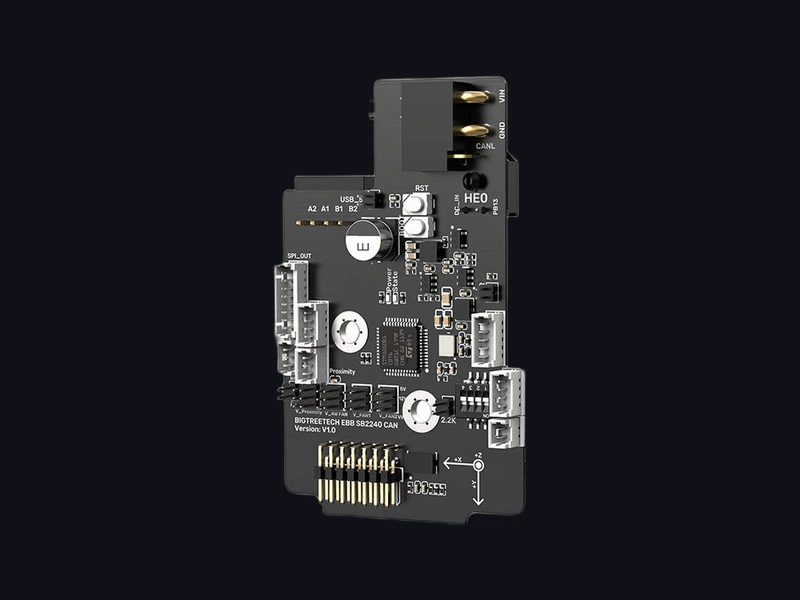 VIN
GND
CANL
HE0
DC_IN
PB13
RST
USB_5
A2 A1 B1 B2
BOOT
SPI_OUT
Power
State
Proximity
5V
V_Proximity V_4W FAN V_FAN1 V_FAN2
2.2K
BIGTREETECH EBB SB2240 CAN
Version: V1.0
+X
+Z
+Y